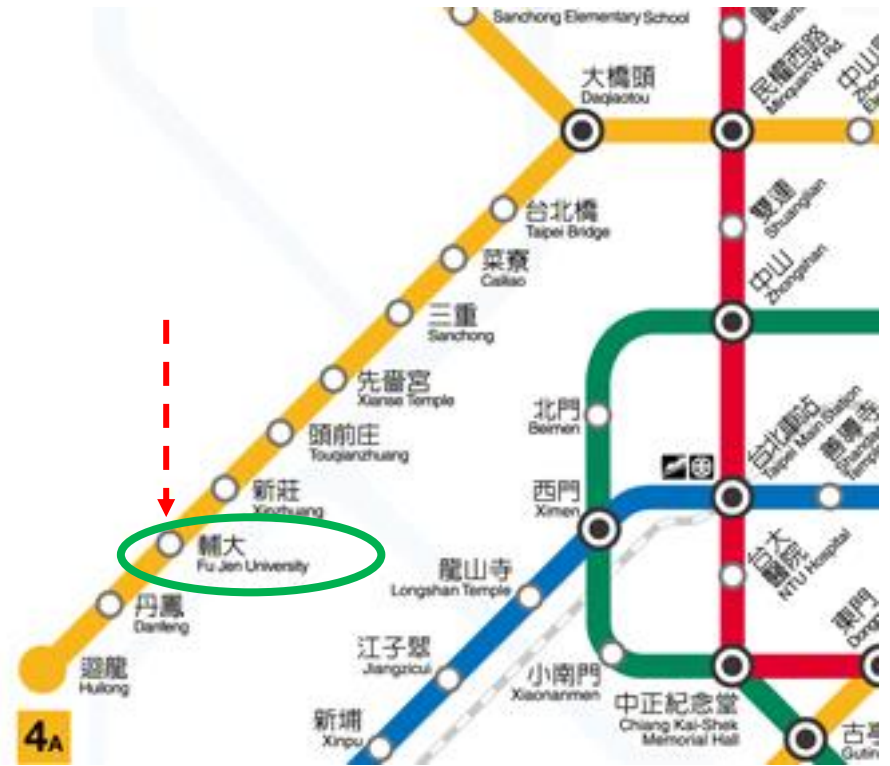 Sanchong Elementary School
大橋頭
Daqiaotou
民權西路
Minquan W. Rd.
雙連
Shuanglian
台北橋
Taipei Bridge
菜寮
Cailiao
中山
Zhongshan
三重
Sanchong
先嗇宮
Xianse Temple
頭前庄
Touqianzhuang
北門
Beimen
台北車站
Taipei Main Station
善導寺
新莊
Xinzhuang
西門
Ximen
輔大
Fu Jen University
台大醫院
NTU Hospital
龍山寺
Longshan Temple
丹鳳
Danfeng
東門
江子翠
Jiangzicui
小南門
Xiaonanmen
迴龍
Huilong
中正紀念堂
Chiang Kai-Shek
Memorial Hall
新埔
Xinpu
古亭
4A